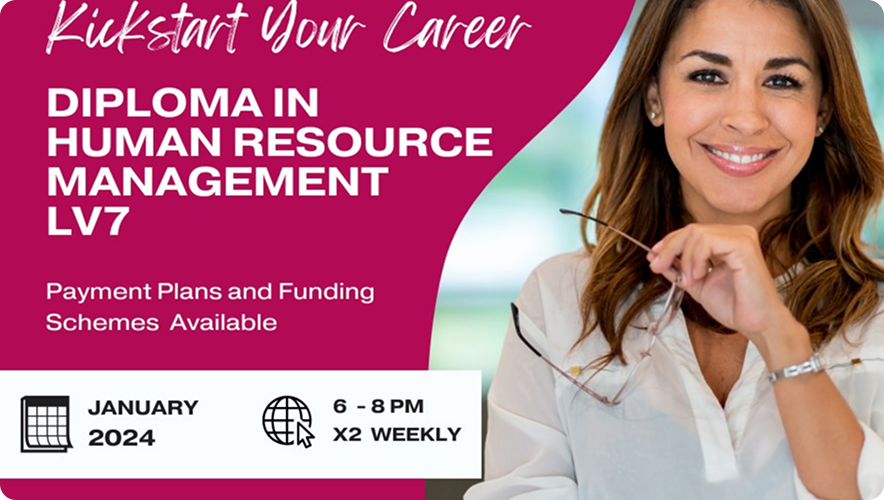 Kickstart Your Career
DIPLOMA IN
HUMAN RESOURCE
MANAGEMENT
LV7
Payment Plans and Funding
Schemes Available
JANUARY
2024
6 - 8 PM
X2 WEEKLY